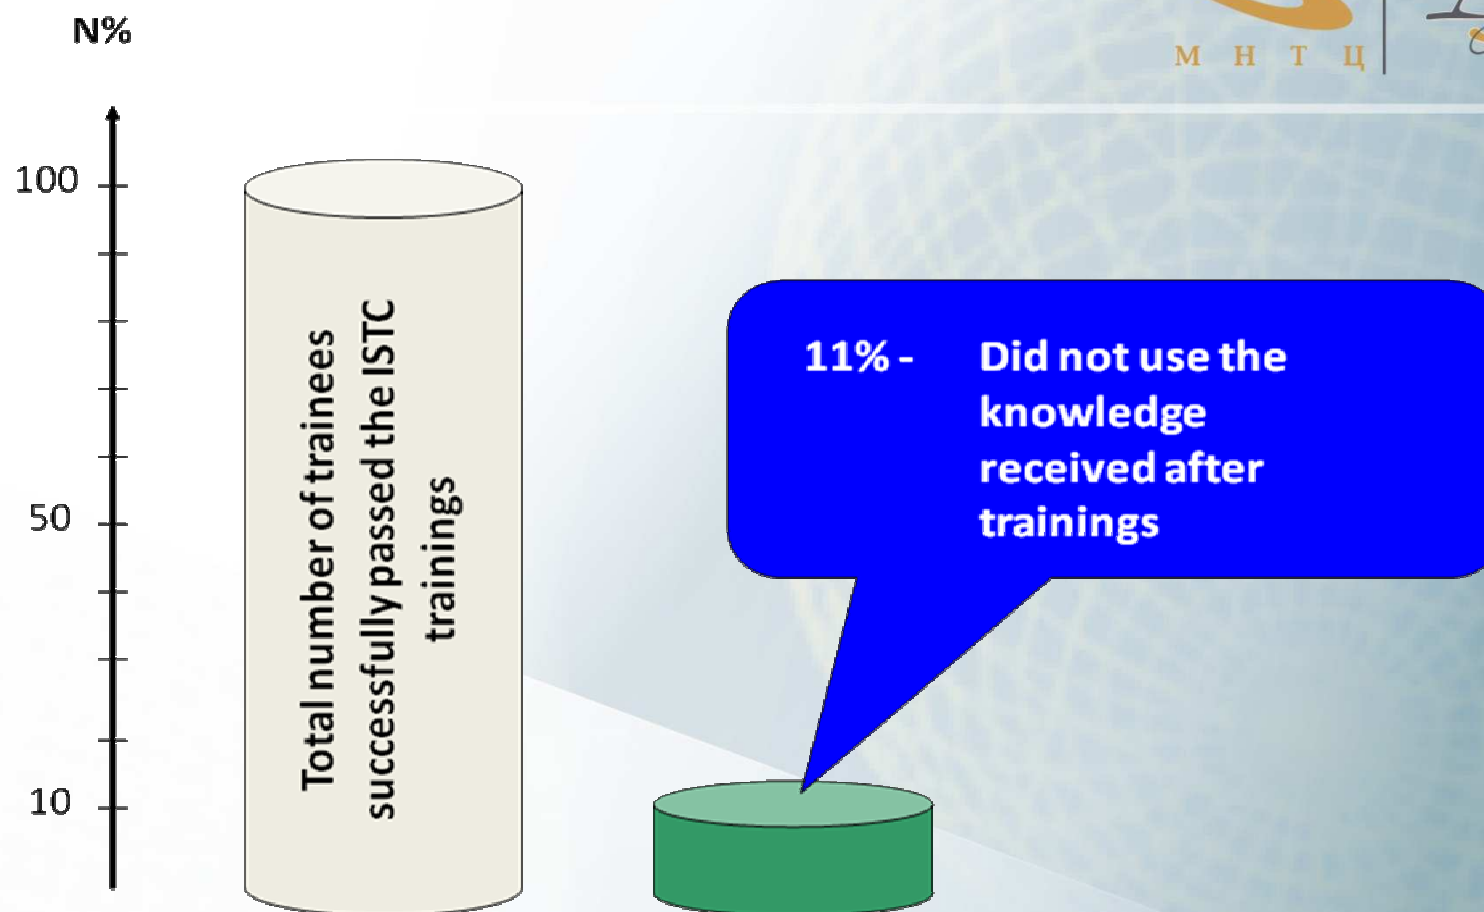 N%
М Н Т Ц
100
50
10
Total number of trainees
successfully passed the ISTC
trainings
11% - Did not use the
knowledge
received after
trainings